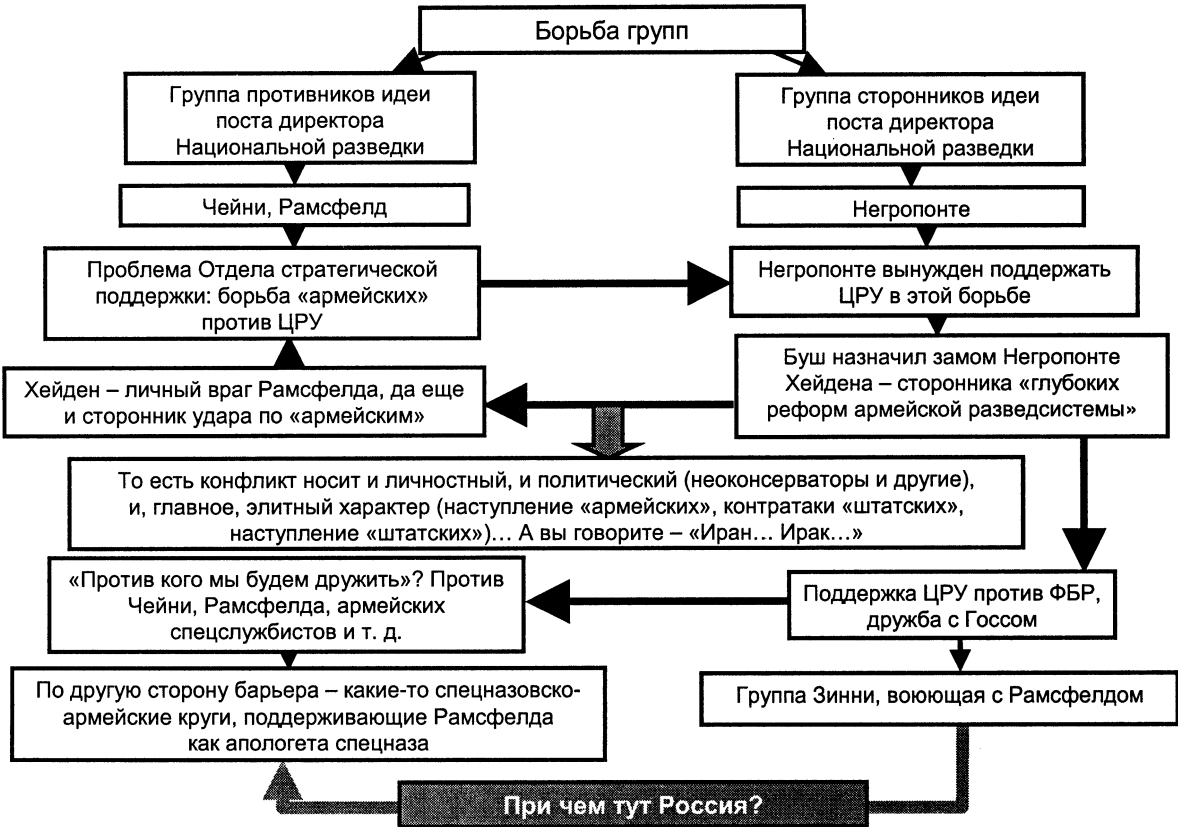 Борьба групп
Группа противников идеи
поста директора
Национальной разведки
Группа сторонников идеи
поста директора
Национальной разведки
Чейни, Рамсфелд
Негропонте
Проблема Отдела стратегической
поддержки: борьба «армейских»
против ЦРУ
Негропонте вынужден поддержать
ЦРУ в этой борьбе
Буш назначил замом Негропонте
Хейдена – сторонника «глубоких
реформ армейской разведсистемы»
Хейден – личный враг Рамсфелда, да еще
и сторонник удара по «армейским»
То есть конфликт носит и личностный, и политический (неоконсерваторы и другие),
и, главное, элитный характер (наступление «армейских», контратаки «штатских»,
наступление «штатских»)… А вы говорите – «Иран… Ирак…»
«Против кого мы будем дружить»? Против
Чейни, Рамсфелда, армейских
спецслужбистов и т. д.
Поддержка ЦРУ против ФБР,
дружба с Госсом
По другую сторону барьера – какие-то спецназовско-
армейские круги, поддерживающие Рамсфелда
как апологета спецназа
Группа Зинни, воюющая с Рамсфелдом
При чем тут Россия?